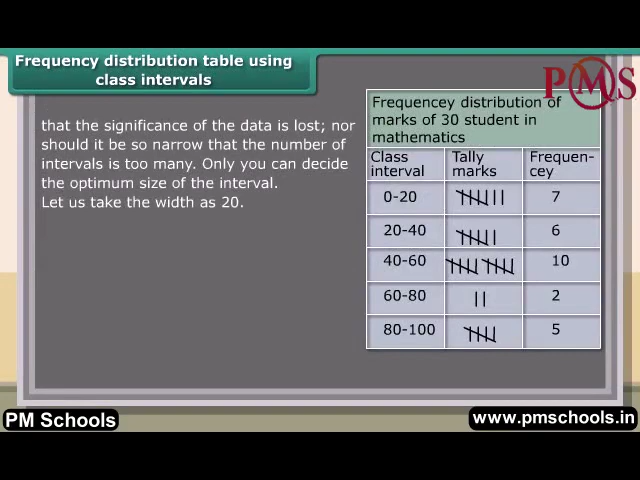 Frequency distribution table using
class intervals
PMS
that the significance of the data is lost; nor
should it be so narrow that the number of
intervals is too many. Only you can decide
the optimum size of the interval.
Let us take the width as 20.
Frequencey distribution of
marks of 30 student in
mathematics
Class interval Tally marks Frequen-cey
0-20 7
20-40 6
40-60 10
60-80 2
80-100 5
PM Schools
www.pmschools.in